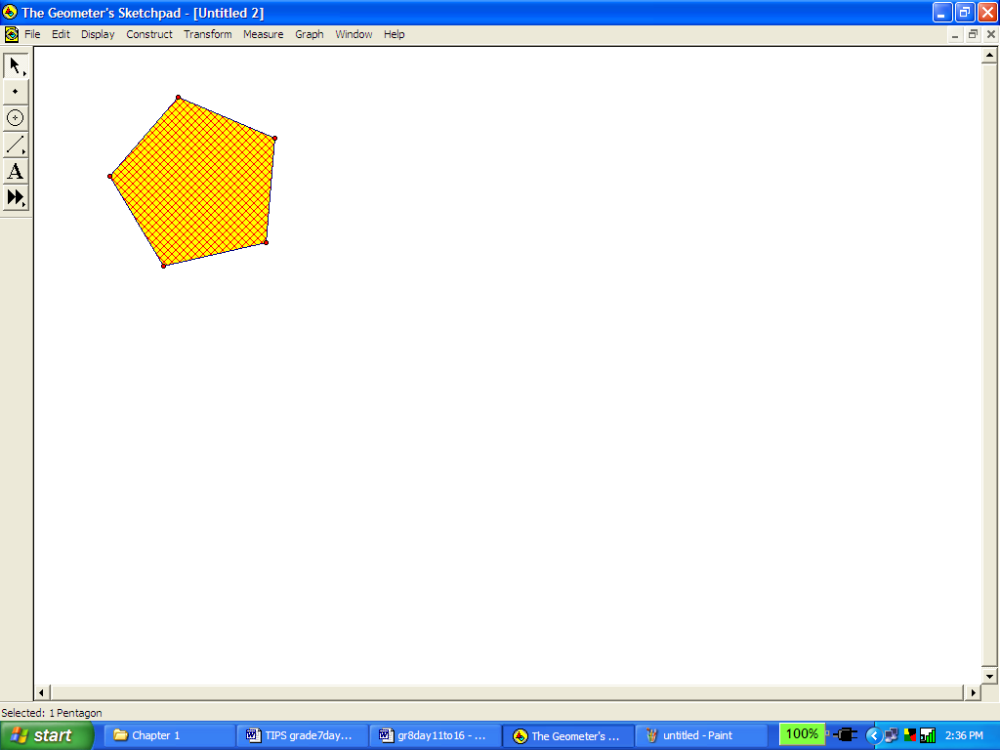 The Geometer's Sketchpad - [Untitled 2]
File Edit Display Construct Transform Measure Graph Window Help
A
Selected: 1 Pentagon
start Chapter 1 TIPS grade7day... gr8day11to16 - ... The Geometer's ... untitled - Paint 100% 2:36 PM